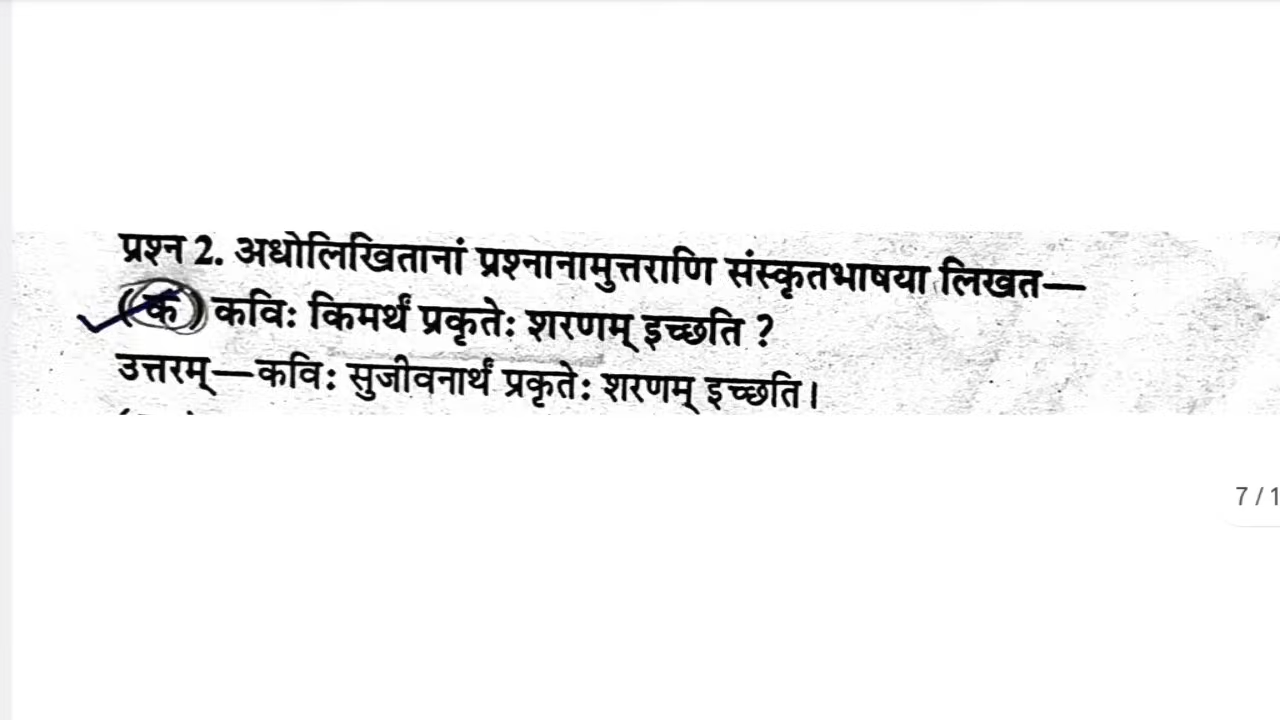 प्रश्न 2. अधोलिखितानां प्रश्नानामुत्तराणि संस्कृतभाषया लिखत—
(क) कविः किमर्थं प्रकृतेः शरणम् इच्छति ?
उत्तरम्—कविः सुजीवनार्थं प्रकृतेः शरणम् इच्छति।
7 / 1